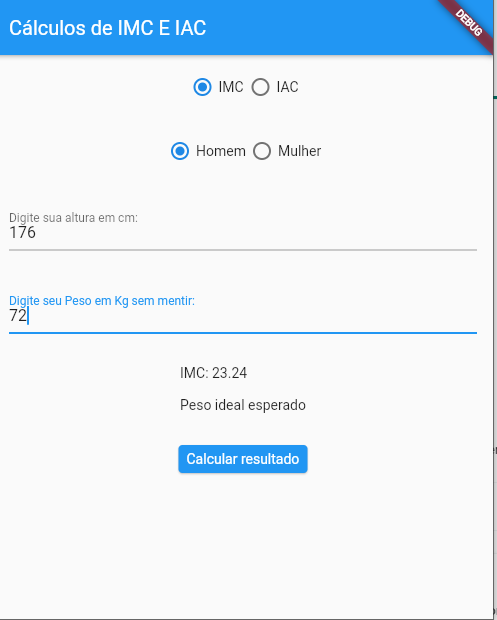 Cálculos de IMC E IAC
DEBUG
IMC IAC
Homem Mulher
Digite sua altura em cm:
176
Digite seu Peso em Kg sem mentir:
72
IMC: 23.24
Peso ideal esperado
Calcular resultado